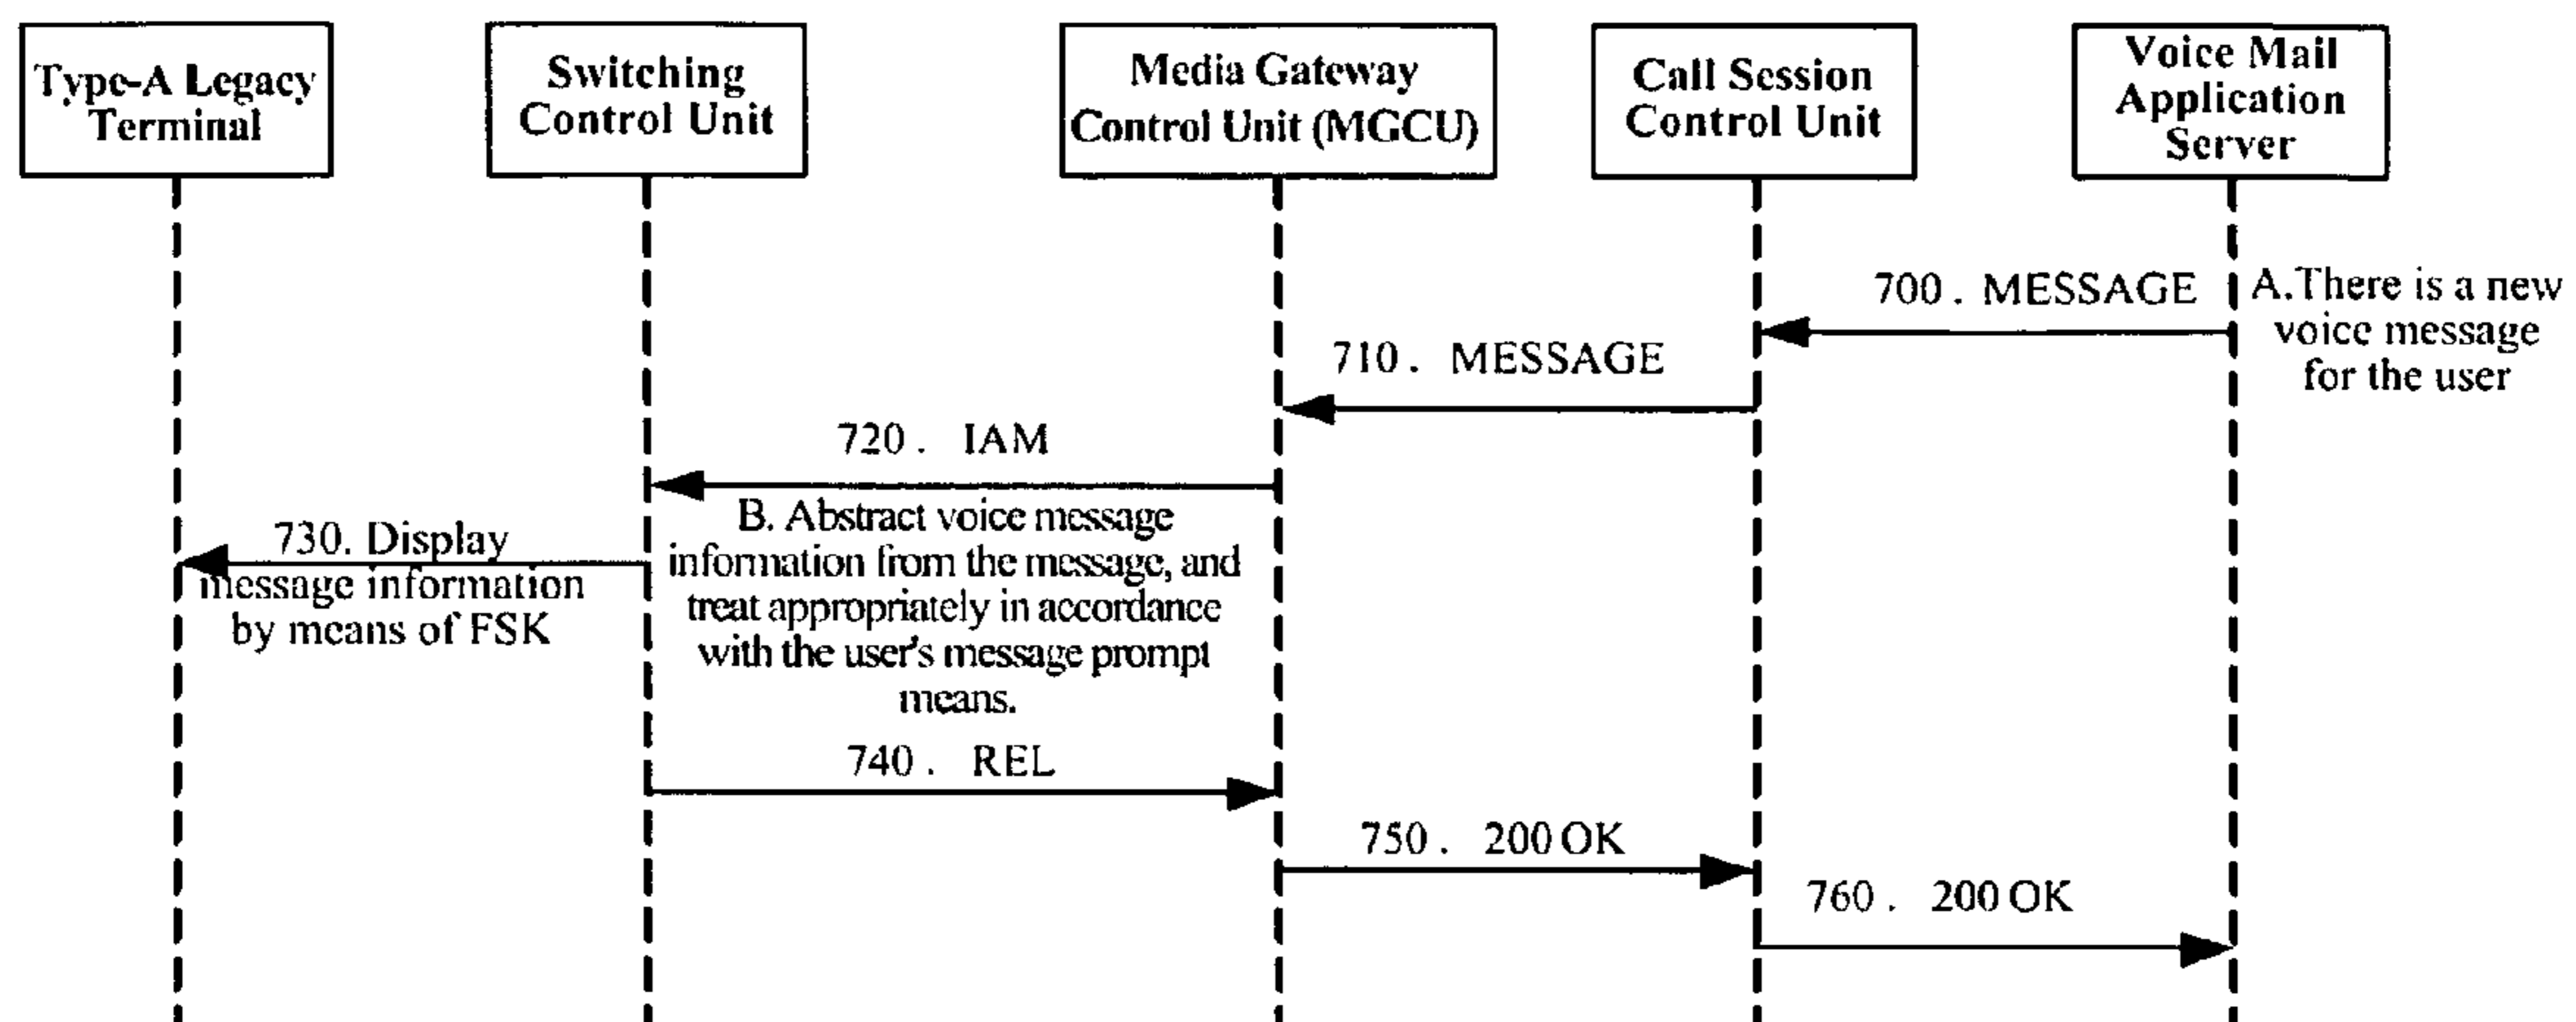 Type-A Legacy
Terminal
Switching
Control Unit
Media Gateway
Control Unit (MGCU)
Call Session
Control Unit
Voice Mail
Application
Server
700. MESSAGE
A.There is a new
voice message
for the user
710. MESSAGE
720. IAM
B. Abstract voice message
information from the message, and
treat appropriately in accordance
with the user's message prompt
means.
730. Display
message information
by means of FSK
740. REL
750. 200 OK
760. 200 OK